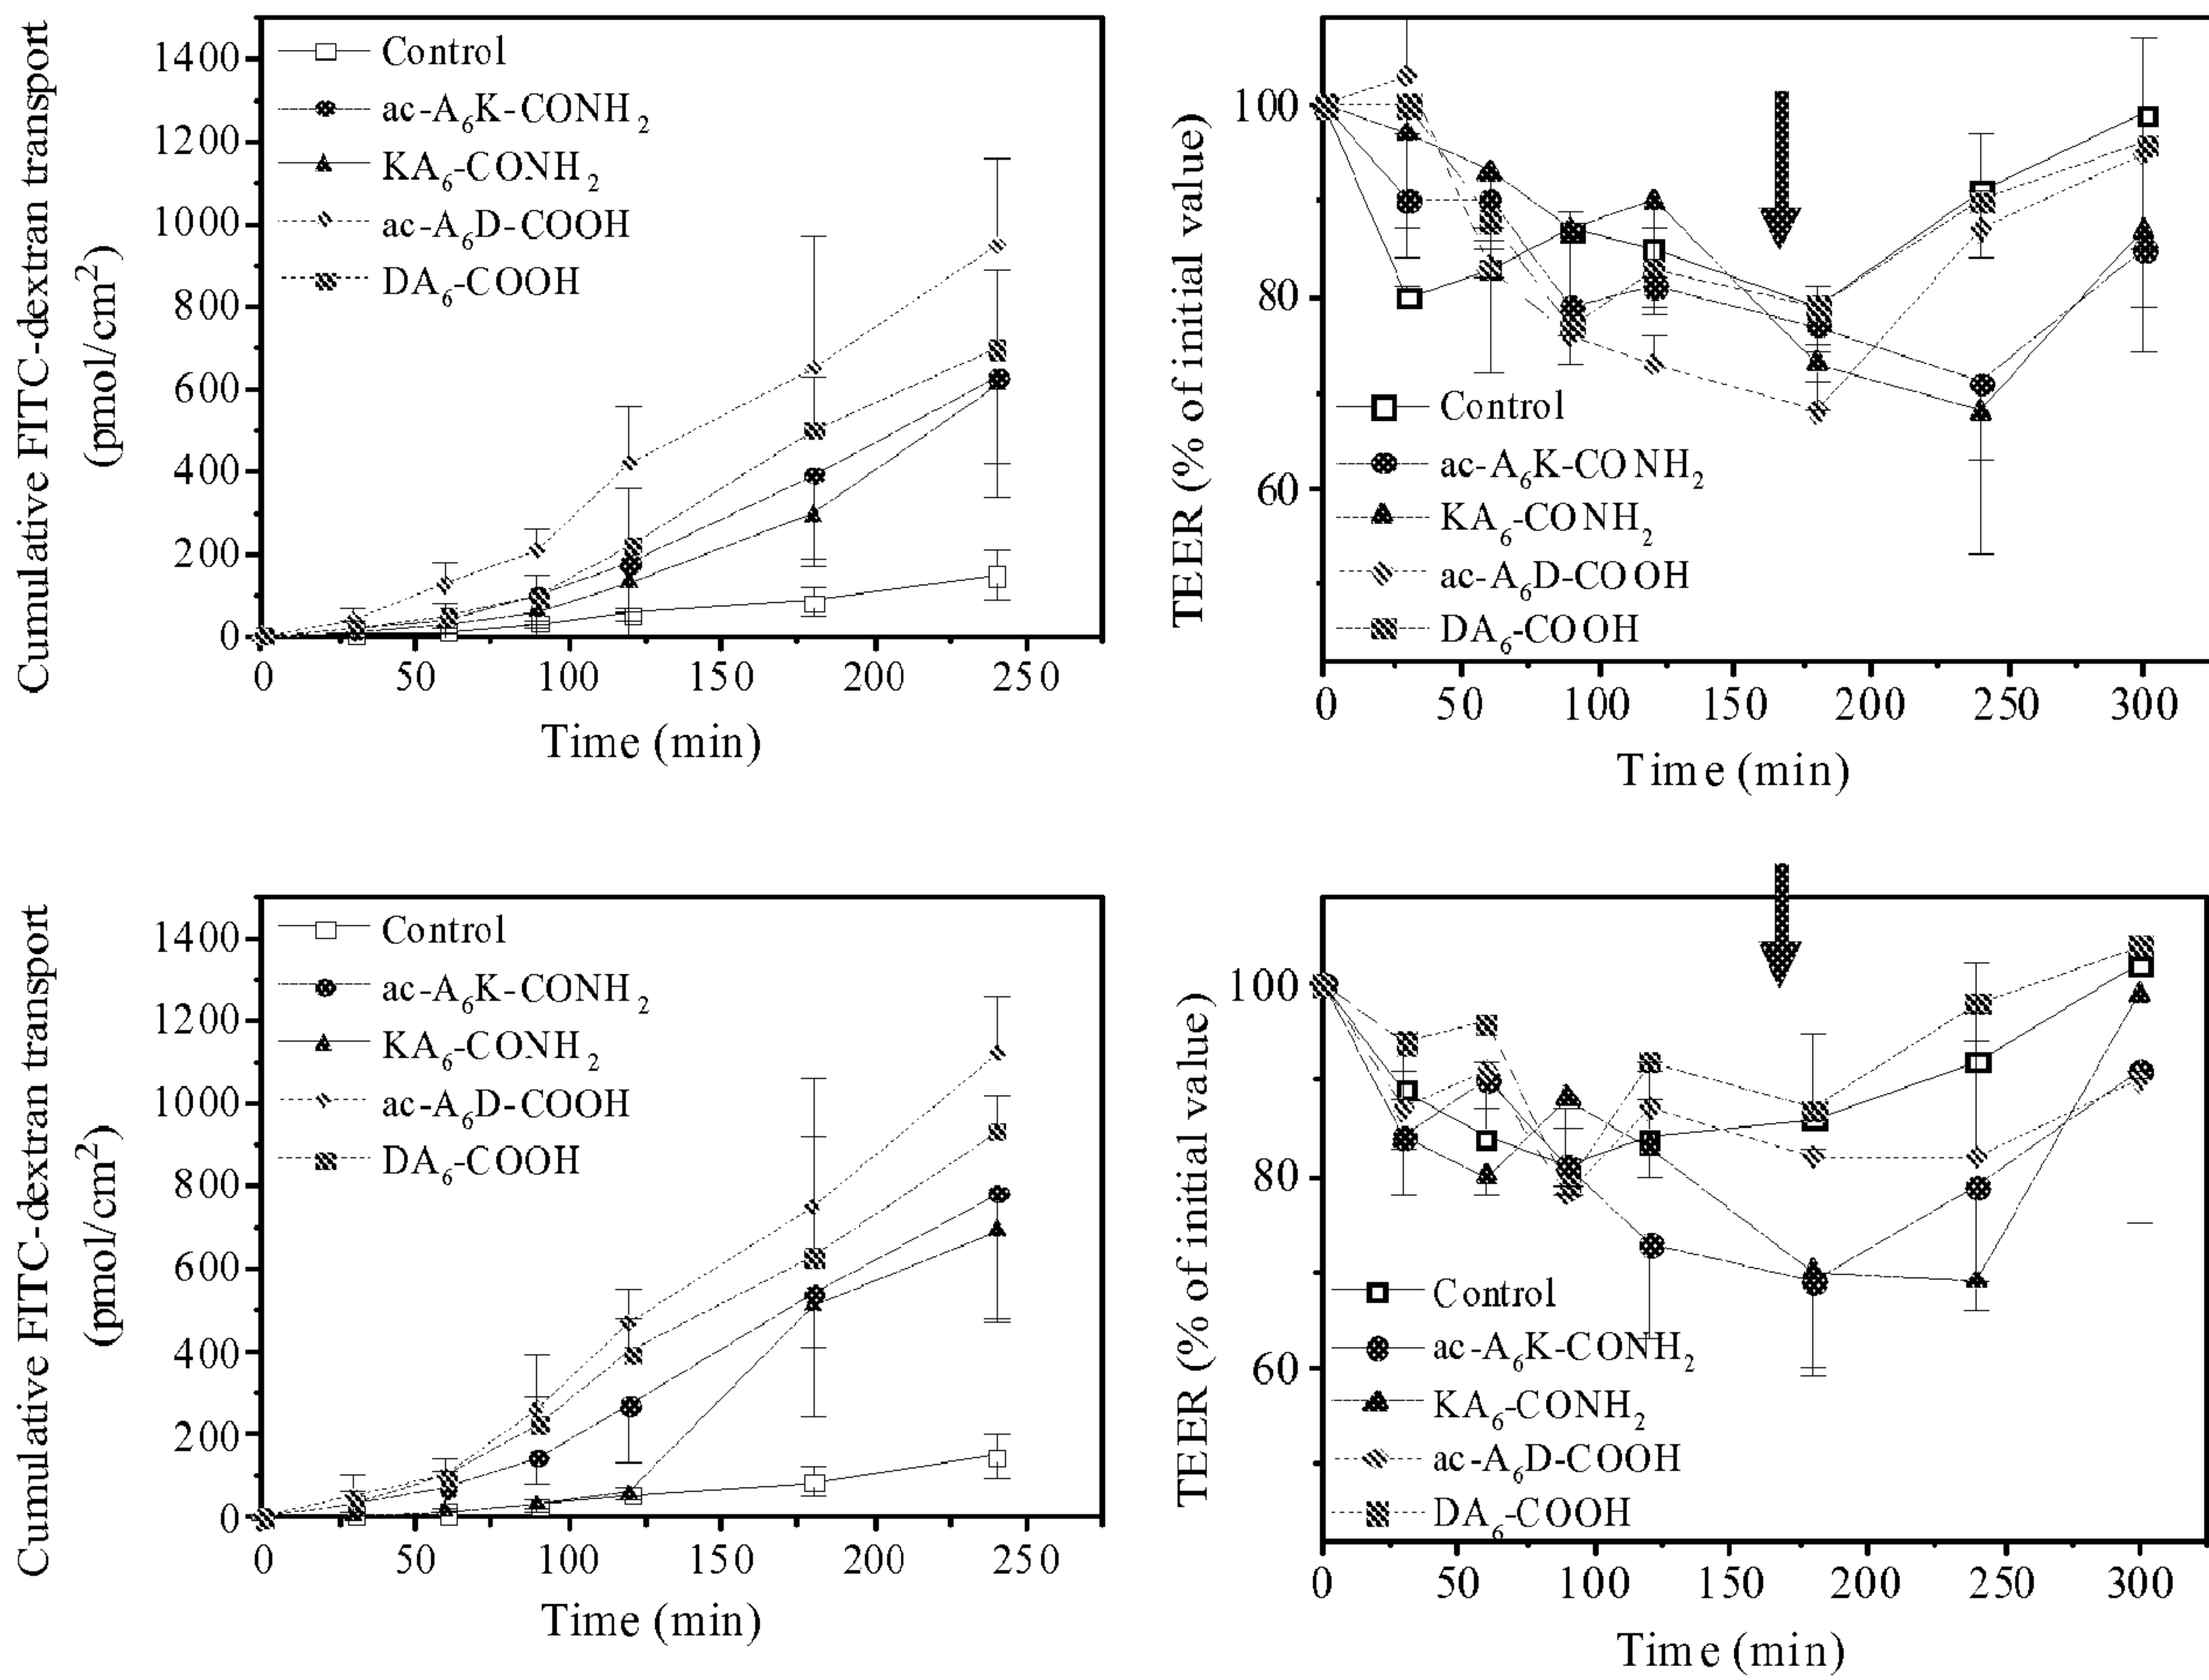 Cumulative FITC-dextran transport
(pmol/cm²)
1400
1200
1000
800
600
400
200
0
Control
ac-A₆K-CONH₂
KA₆-CONH₂
ac-A₆D-COOH
DA₆-COOH
0 50 100 150 200 250
Time (min)
TEER (% of initial value)
100
80
60
Control
ac-A₆K-CONH₂
KA₆-CONH₂
ac-A₆D-COOH
DA₆-COOH
0 50 100 150 200 250 300
Time (min)
Cumulative FITC-dextran transport
(pmol/cm²)
1400
1200
1000
800
600
400
200
0
Control
ac-A₆K-CONH₂
KA₆-CONH₂
ac-A₆D-COOH
DA₆-COOH
0 50 100 150 200 250
Time (min)
TEER (% of initial value)
100
80
60
Control
ac-A₆K-CONH₂
KA₆-CONH₂
ac-A₆D-COOH
DA₆-COOH
0 50 100 150 200 250 300
Time (min)